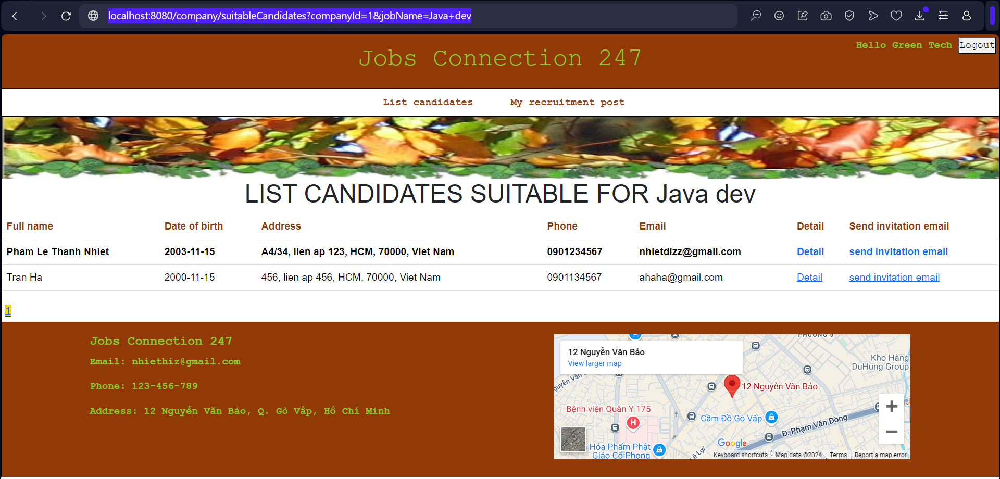 localhost:8080/company/suitableCandidates?companyId=1&jobName=Java+dev
Hello Green Tech Logout
Jobs Connection 247
List candidates My recruitment post
LIST CANDIDATES SUITABLE FOR Java dev
Full name Date of birth Address Phone Email Detail Send invitation email
Pham Le Thanh Nhiet 2003-11-15 A4/34, lien ap 123, HCM, 70000, Viet Nam 0901234567 nhietdizz@gmail.com Detail send invitation email
Tran Ha 2000-11-15 456, lien ap 456, HCM, 70000, Viet Nam 0901134567 ahaha@gmail.com Detail send invitation email
1
Jobs Connection 247
Email: nhiethiz@gmail.com
Phone: 123-456-789
Address: 12 Nguyễn Văn Bảo, Q. Gò Vấp, Hồ Chí Minh
PHƯỜNG 5
12 Nguyễn Văn Bảo
View larger map
Kho Hàng
DuHung Group
12 Nguyễn Văn Bảo
Bệnh viện Quân Y 175
H
Cầm Đồ Gò Vấp
Đ. Phạm Văn Đồng
Hóa Phẩm Phật
Giáo Cổ Phong
Google
Keyboard shortcuts Map data ©2024 Terms Report a map error